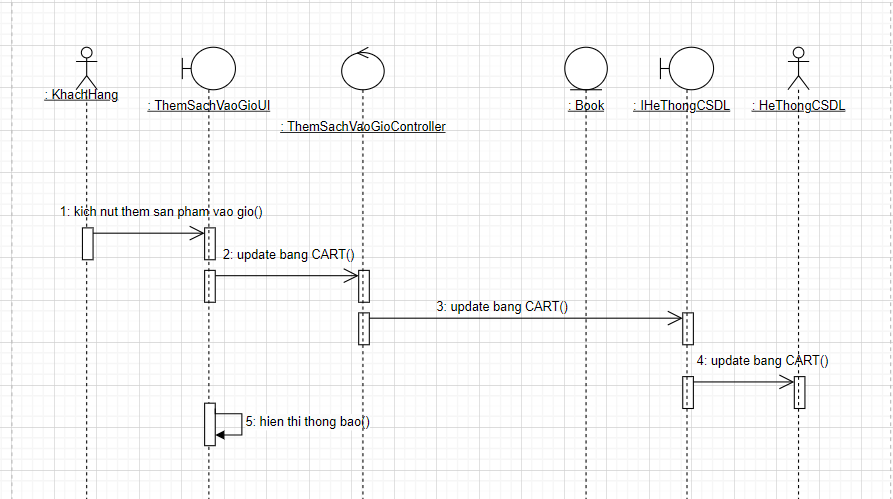 : KhachHang
: ThemSachVaoGioUI
: ThemSachVaoGioController
: Book
: IHeThongCSDL
: HeThongCSDL
1: kich nut them san pham vao gio()
2: update bang CART()
3: update bang CART()
4: update bang CART()
5: hien thi thong bao()